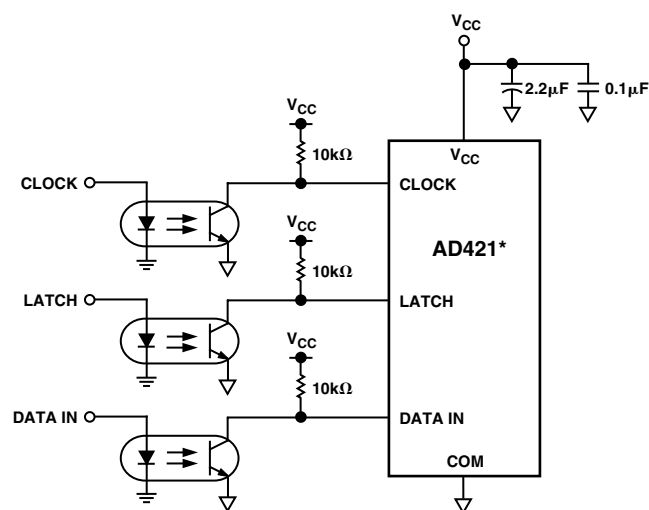 VCC
2.2µF
0.1µF
VCC
10kΩ
VCC
CLOCK
CLOCK
AD421*
VCC
10kΩ
LATCH
LATCH
VCC
10kΩ
DATA IN
DATA IN
COM